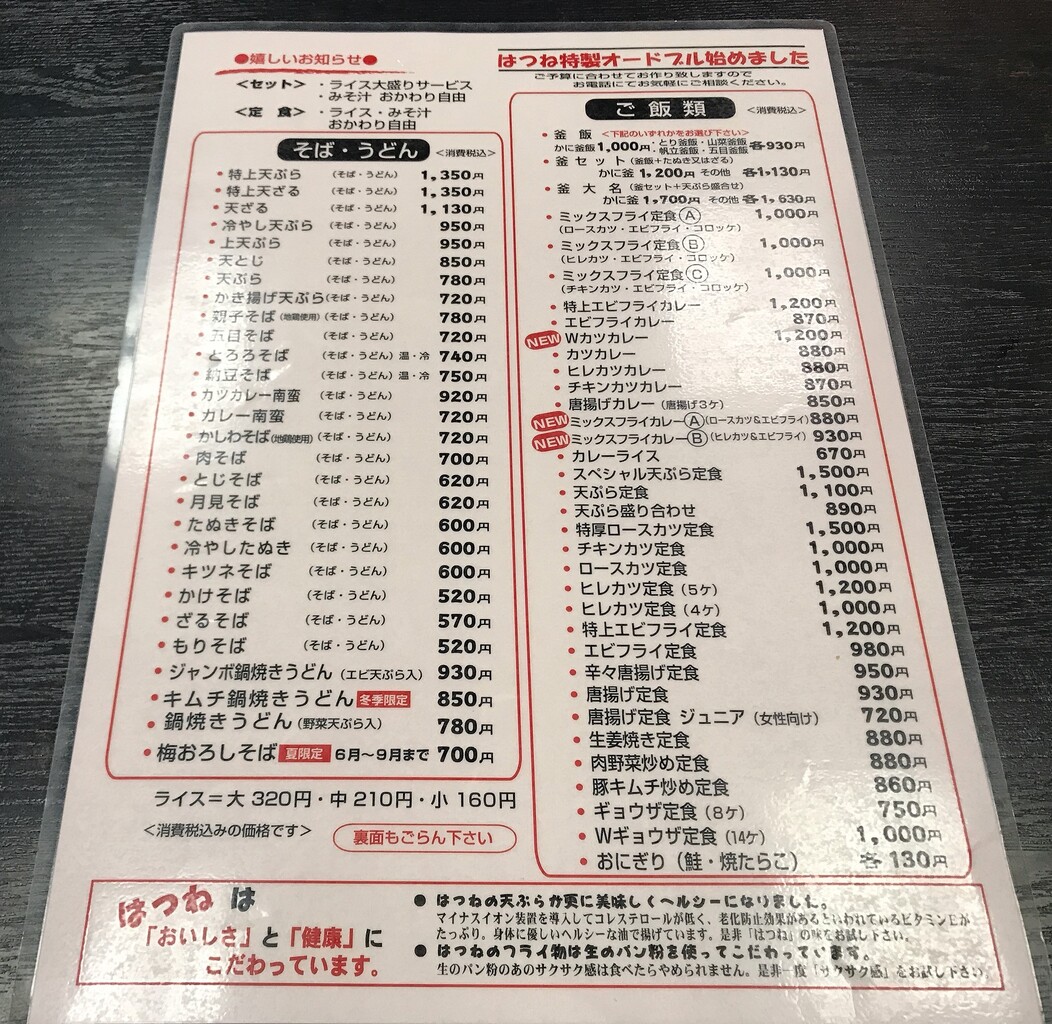 ●嬉しいお知らせ●
<セット> ・ライス大盛りサービス
・みそ汁 おかわり自由
<定 食> ・ライス・みそ汁
おかわり自由
そば・うどん <消費税込>
・特上天ぷら (そば・うどん) 1,350円
・特上天ざる (そば・うどん) 1,350円
・天ざる (そば・うどん) 1,130円
・冷やし天ぷら (そば・うどん) 950円
・上天ぷら (そば・うどん) 950円
・天とじ (そば・うどん) 850円
・天ぷら (そば・うどん) 780円
・かき揚げ天ぷら(そば・うどん) 720円
・親子そば(地鶏使用)(そば・うどん) 780円
・五目そば (そば・うどん) 720円
・とろろそば (そば・うどん) 温・冷 740円
・納豆そば (そば・うどん) 温・冷 750円
・カツカレー南蛮 (そば・うどん) 920円
・カレー南蛮 (そば・うどん) 720円
・かしわそば(地鶏使用)(そば・うどん) 720円
・肉そば (そば・うどん) 700円
・とじそば (そば・うどん) 620円
・月見そば (そば・うどん) 620円
・たぬきそば (そば・うどん) 600円
・冷やしたぬき (そば・うどん) 600円
・キツネそば (そば・うどん) 600円
・かけそば (そば・うどん) 520円
・ざるそば (そば・うどん) 570円
・もりそば (そば・うどん) 520円
・ジャンボ鍋焼きうどん (エビ天ぷら入) 930円
・キムチ鍋焼きうどん 冬季限定 850円
・鍋焼きうどん(野菜天ぷら入) 780円
・梅おろしそば 夏限定 6月〜9月まで 700円
ライス=大 320円・中 210円・小 160円
<消費税込みの価格です> 裏面もごらん下さい
はつね特製オードブル始めました
ご予算に合わせてお作り致しますので
お電話にてお気軽にご相談ください。
ご飯類 <消費税込>
・釜 飯 <下記のいずれかをお選び下さい>
かに釜飯1,000円・とり釜飯・山菜釜飯
帆立釜飯・五目釜飯 各930円
・釜セット(釜飯+たぬき又はざる)
かに釜 1,200円 その他 各1,130円
・釜 大 名 (釜セット+天ぷら盛合せ)
かに釜 1,700円 その他 各1,630円
・ミックスフライ定食Ⓐ 1,000円
(ロースカツ・エビフライ・コロッケ)
・ミックスフライ定食Ⓑ 1,000円
(ヒレカツ・エビフライ・コロッケ)
・ミックスフライ定食Ⓒ 1,000円
(チキンカツ・エビフライ・コロッケ)
・特上エビフライカレー 1,200円
・エビフライカレー 870円
NEW Wカツカレー 1,200円
・カツカレー 880円
・ヒレカツカレー 880円
・チキンカツカレー 870円
・唐揚げカレー (唐揚げ3ケ) 850円
NEW ミックスフライカレーⒶ(ロースカツ&エビフライ)880円
NEW ミックスフライカレーⒷ(ヒレカツ&エビフライ) 930円
・カレーライス 670円
・スペシャル天ぷら定食 1,500円
・天ぷら定食 1,100円
・天ぷら盛り合わせ 890円
・特厚ロースカツ定食 1,500円
・チキンカツ定食 1,000円
・ロースカツ定食 1,000円
・ヒレカツ定食 (5ケ) 1,200円
・ヒレカツ定食 (4ケ) 1,000円
・特上エビフライ定食 1,200円
・エビフライ定食 980円
・辛々唐揚げ定食 950円
・唐揚げ定食 930円
・唐揚げ定食 ジュニア (女性向け) 720円
・生姜焼き定食 880円
・肉野菜炒め定食 880円
・豚キムチ炒め定食 860円
・ギョウザ定食 (8ケ) 750円
・Wギョウザ定食 (14ケ) 1,000円
・おにぎり (鮭・焼たらこ) 各130円
はつね は
「おいしさ」と「健康」に
こだわっています。
● はつねの天ぷらが更に美味しくヘルシーになりました。
マイナスイオン装置を導入してコレステロールが低く、老化防止効果があるといわれているビタミンEが
たっぷり。身体に優しいヘルシーな油で揚げています。是非「はつね」の味をお試し下さい。
● はつねのフライ物は生のパン粉を使ってこだわっています。
生のパン粉のあのサクサク感は食べたらやめられません。是非一度「サクサク感」をお試し下さい